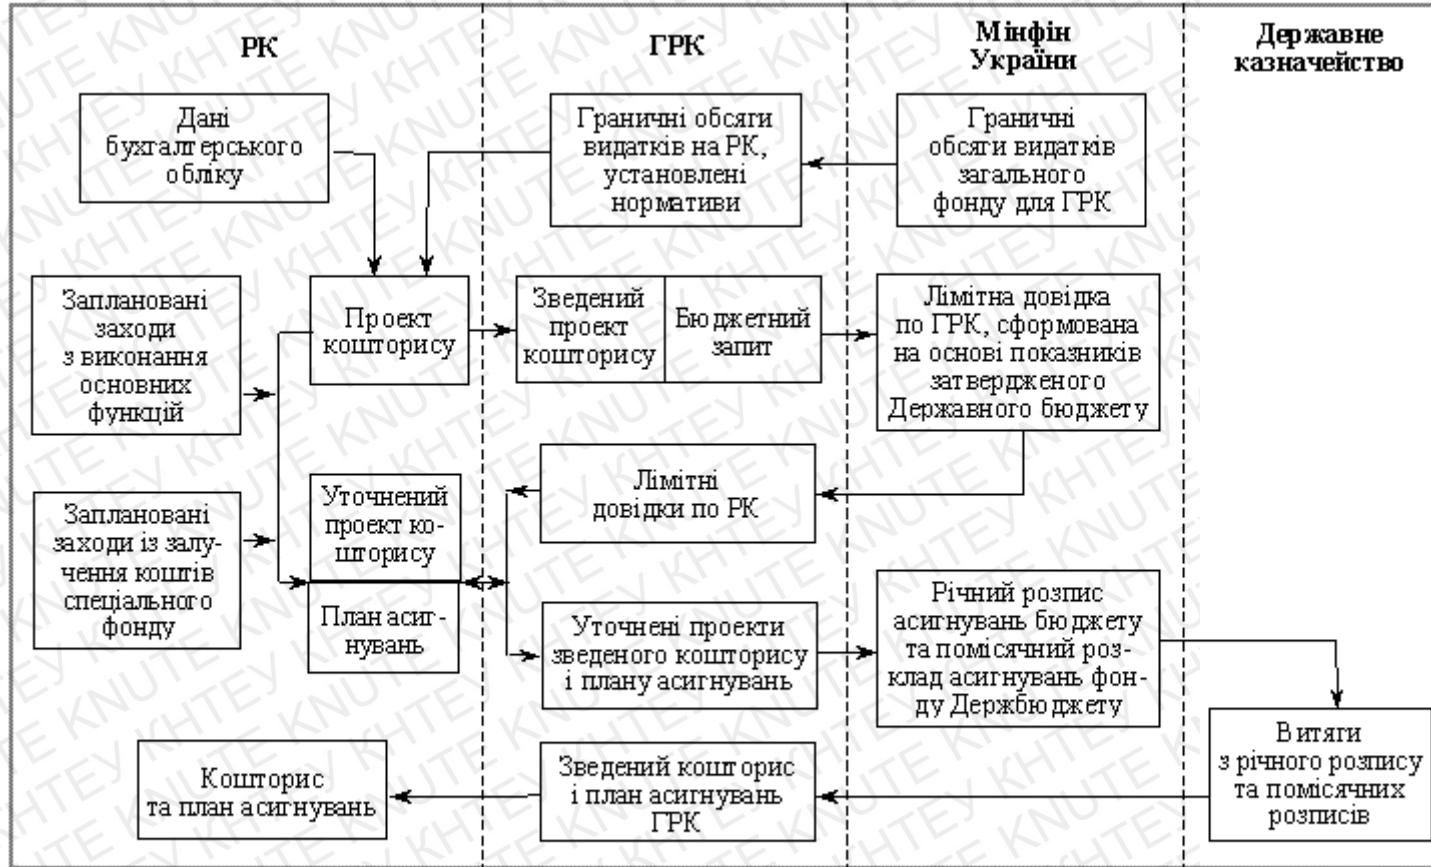 РК
ГРК
Мінфін
України
Державне
казначейство
Дані
бухгалтерського
обліку
Граничні обсяги
видатків на РК,
установлені
нормативи
Граничні
обсяги видатків
загального
фонду для ГРК
Заплановані
заходи
з виконання
основних
функцій
Проект
кошторису
Зведений
проект
кошторису
Бюджетний
запит
Лімітна довідка
по ГРК, сформована
на основі показників
затвердженого
Державного бюджету
Заплановані
заходи із залу-
чення коштів
спеціального
фонду
Уточнений
проект ко-
шторису
План асиг-
нувань
Лімітні
довідки по РК
Уточнені проекти
зведеного кошторису
і плану асигнувань
Річний розпис
асигнувань бюджету
та помісячний роз-
клад асигнувань фон-
ду Держбюджету
Кошторис
та план асигнувань
Зведений кошторис
і план асигнувань
ГРК
Витяги
з річного розпису
та помісячних
розписів
KNUTE КНТЕУ